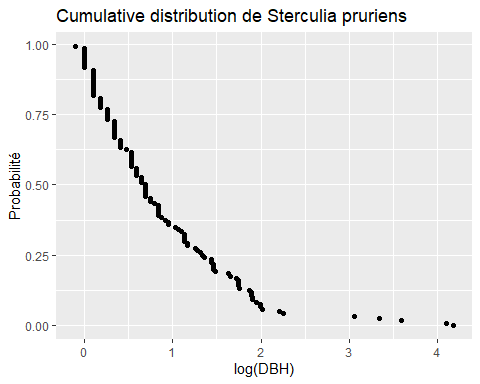 Cumulative distribution de Sterculia pruriens
1.00
0.75
0.50
0.25
0.00
Probabilité
0 1 2 3 4
log(DBH)